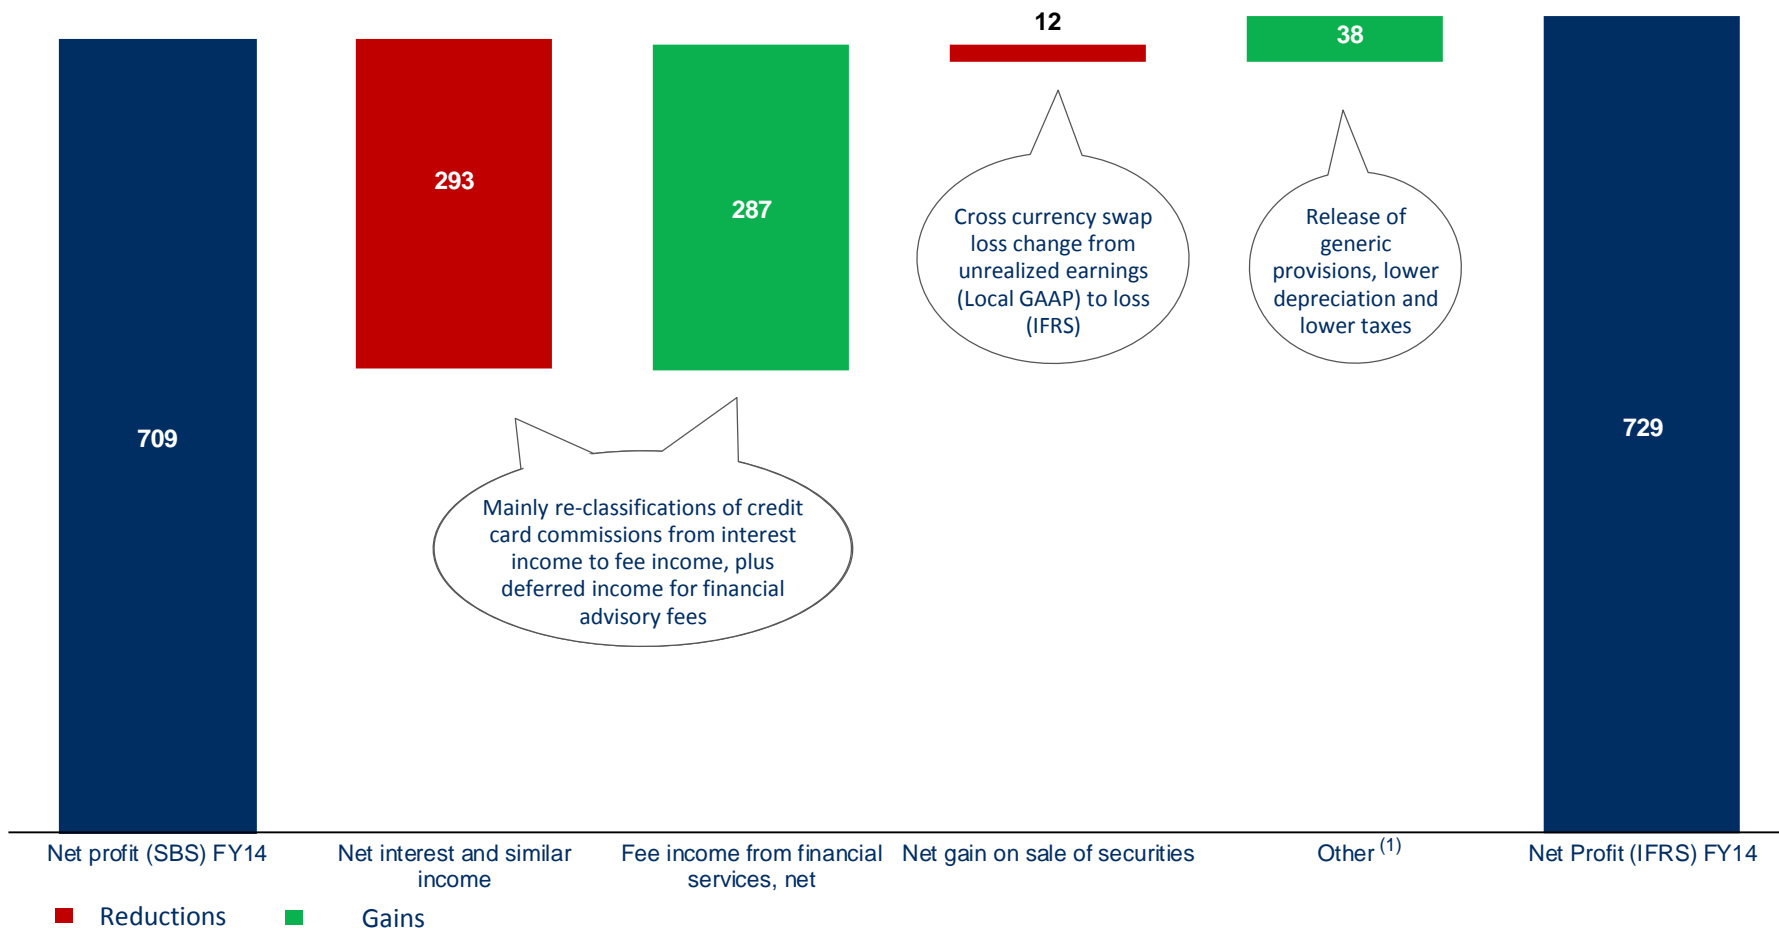 12
38
293
287
709
729
Cross currency swap
loss change from
unrealized earnings
(Local GAAP) to loss
(IFRS)
Release of
generic
provisions, lower
depreciation and
lower taxes
Mainly re-classifications of credit
card commissions from interest
income to fee income, plus
deferred income for financial
advisory fees
Net profit (SBS) FY14
Net interest and similar
income
Fee income from financial
services, net
Net gain on sale of securities
Other (1)
Net Profit (IFRS) FY14
Reductions
Gains